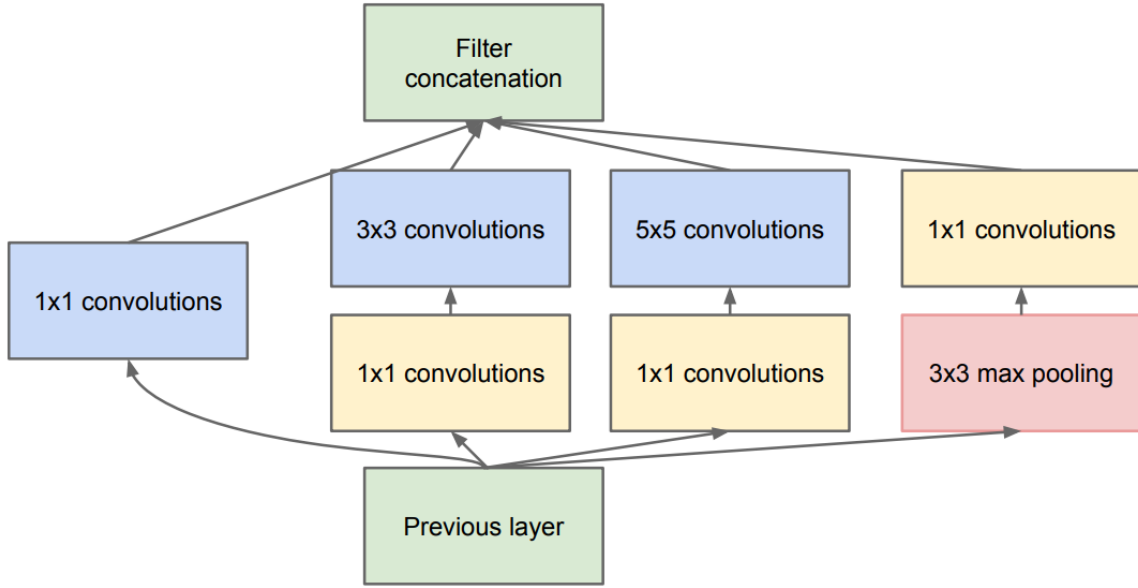 Filter
concatenation
3x3 convolutions
5x5 convolutions
1x1 convolutions
1x1 convolutions
1x1 convolutions
1x1 convolutions
3x3 max pooling
Previous layer